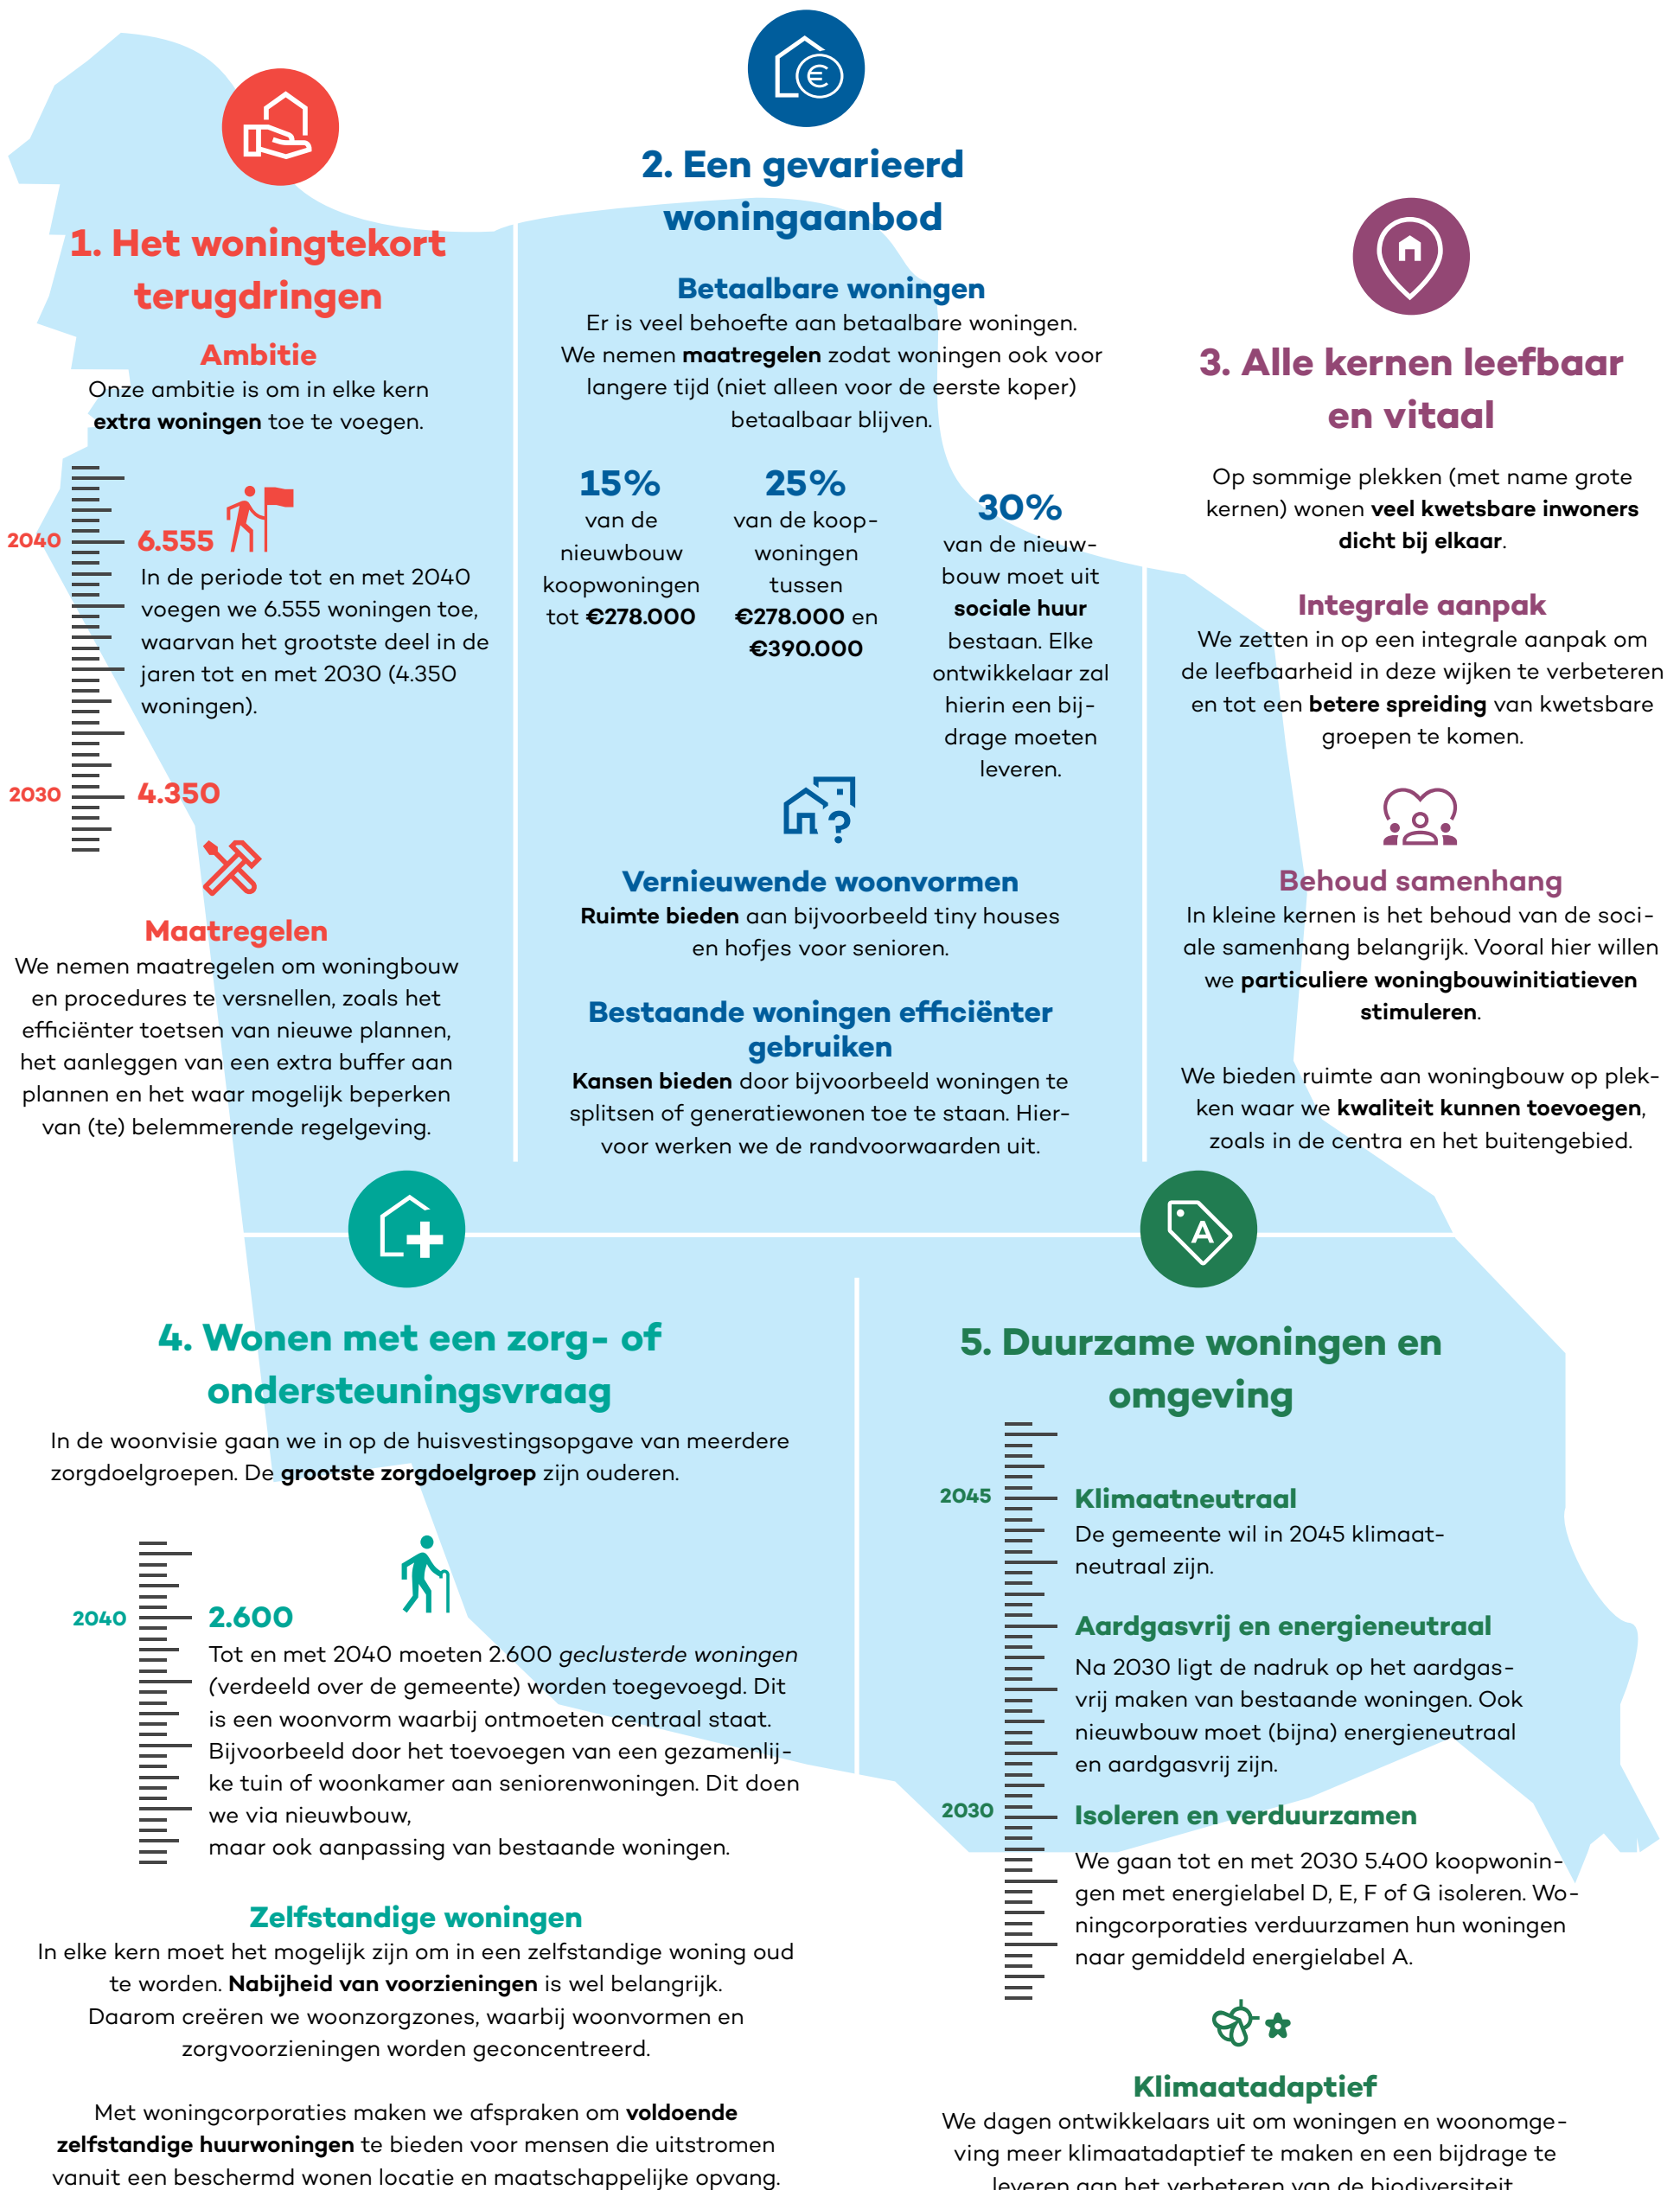 1. Het woningtekort
terugdringen
Ambitie
Onze ambitie is om in elke kern
extra woningen toe te voegen.
2040
6.555
In de periode tot en met 2040
voegen we 6.555 woningen toe,
waarvan het grootste deel in de
jaren tot en met 2030 (4.350
woningen).
2030
4.350
Maatregelen
We nemen maatregelen om woningbouw
en procedures te versnellen, zoals het
efficiënter toetsen van nieuwe plannen,
het aanleggen van een extra buffer aan
plannen en het waar mogelijk beperken
van (te) belemmerende regelgeving.
2. Een gevarieerd
woningaanbod
Betaalbare woningen
Er is veel behoefte aan betaalbare woningen.
We nemen maatregelen zodat woningen ook voor
langere tijd (niet alleen voor de eerste koper)
betaalbaar blijven.
15%
van de
nieuwbouw
koopwoningen
tot €278.000
25%
van de koop-
woningen
tussen
€278.000 en
€390.000
30%
van de nieuw-
bouw moet uit
sociale huur
bestaan. Elke
ontwikkelaar zal
hierin een bij-
drage moeten
leveren.
?
Vernieuwende woonvormen
Ruimte bieden aan bijvoorbeeld tiny houses
en hofjes voor senioren.
Bestaande woningen efficiënter
gebruiken
Kansen bieden door bijvoorbeeld woningen te
splitsen of generatiewonen toe te staan. Hier-
voor werken we de randvoorwaarden uit.
3. Alle kernen leefbaar
en vitaal
Op sommige plekken (met name grote
kernen) wonen veel kwetsbare inwoners
dicht bij elkaar.
Integrale aanpak
We zetten in op een integrale aanpak om
de leefbaarheid in deze wijken te verbeteren
en tot een betere spreiding van kwetsbare
groepen te komen.
Behoud samenhang
In kleine kernen is het behoud van de soci-
ale samenhang belangrijk. Vooral hier willen
we particuliere woningbouwinitiatieven
stimuleren.
We bieden ruimte aan woningbouw op plek-
ken waar we kwaliteit kunnen toevoegen,
zoals in de centra en het buitengebied.
4. Wonen met een zorg- of
ondersteuningsvraag
In de woonvisie gaan we in op de huisvestingsopgave van meerdere
zorgdoelgroepen. De grootste zorgdoelgroep zijn ouderen.
2040
2.600
Tot en met 2040 moeten 2.600 geclusterde woningen
(verdeeld over de gemeente) worden toegevoegd. Dit
is een woonvorm waarbij ontmoeten centraal staat.
Bijvoorbeeld door het toevoegen van een gezamenlij-
ke tuin of woonkamer aan seniorenwoningen. Dit doen
we via nieuwbouw,
maar ook aanpassing van bestaande woningen.
Zelfstandige woningen
In elke kern moet het mogelijk zijn om in een zelfstandige woning oud
te worden. Nabijheid van voorzieningen is wel belangrijk.
Daarom creëren we woonzorgzones, waarbij woonvormen en
zorgvoorzieningen worden geconcentreerd.
Met woningcorporaties maken we afspraken om voldoende
zelfstandige huurwoningen te bieden voor mensen die uitstromen
vanuit een beschermd wonen locatie en maatschappelijke opvang.
A
5. Duurzame woningen en
omgeving
2045
Klimaatneutraal
De gemeente wil in 2045 klimaat-
neutraal zijn.
Aardgasvrij en energieneutraal
Na 2030 ligt de nadruk op het aardgas-
vrij maken van bestaande woningen. Ook
nieuwbouw moet (bijna) energieneutraal
en aardgasvrij zijn.
2030
Isoleren en verduurzamen
We gaan tot en met 2030 5.400 koopwonin-
gen met energielabel D, E, F of G isoleren. Wo-
ningcorporaties verduurzamen hun woningen
naar gemiddeld energielabel A.
Klimaatadaptief
We dagen ontwikkelaars uit om woningen en woonomge-
ving meer klimaatadaptief te maken en een bijdrage te
leveren aan het verbeteren van de biodiversiteit